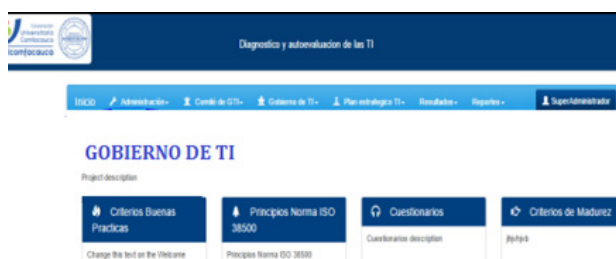 Corporación
Universitaria
Comfacauca
Unicomfacauca
Diagnostico y autoevaluacion de las TI
Inicio Administración Comité de GTI Gobierno de TI Plan estrategico TI Resultados Reportes SuperAdministrador
GOBIERNO DE TI
Project description
Criterios Buenas Practicas
Principios Norma ISO 38500
Cuestionarios
Criterios de Madurez
Change this text on the Welcome
Principios Norma ISO 38500
Cuestionarios description